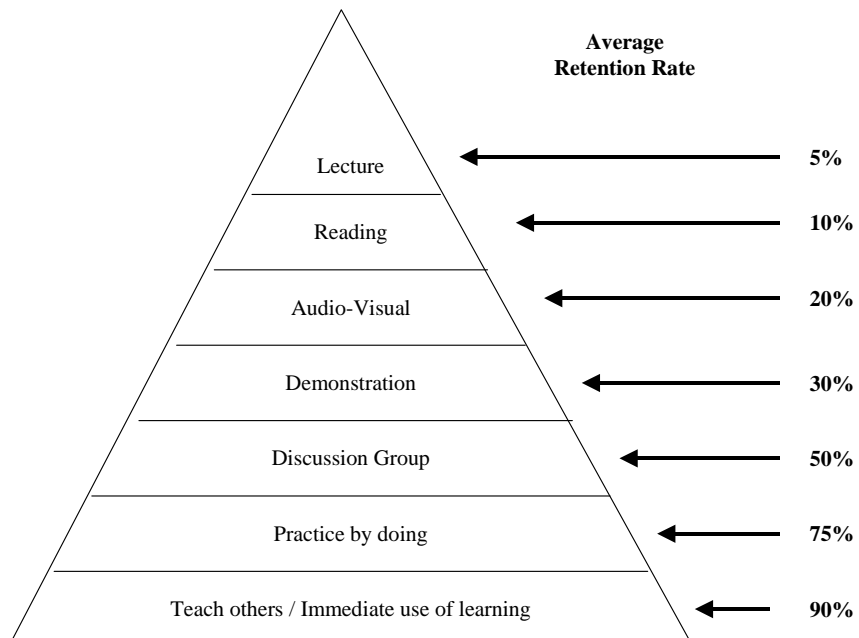 Average
Retention Rate
Lecture
5%
Reading
10%
Audio-Visual
20%
Demonstration
30%
Discussion Group
50%
Practice by doing
75%
Teach others / Immediate use of learning
90%